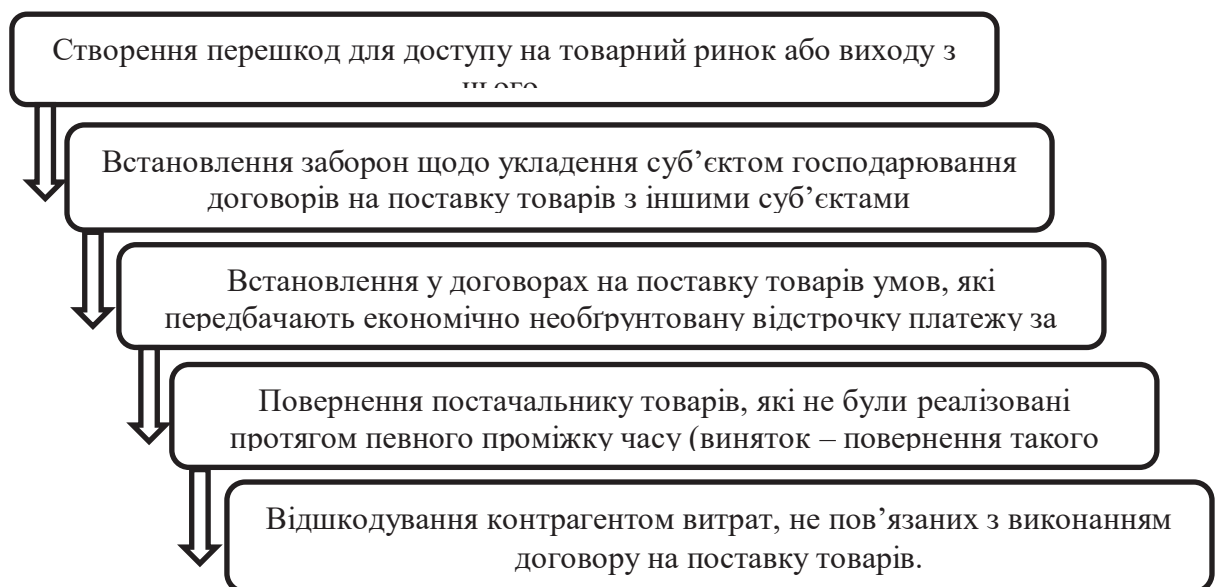 Створення перешкод для доступу на товарний ринок або виходу з
нього
Встановлення заборон щодо укладення суб’єктом господарювання
договорів на поставку товарів з іншими суб’єктами
Встановлення у договорах на поставку товарів умов, які
передбачають економічно необґрунтовану відстрочку платежу за
Повернення постачальнику товарів, які не були реалізовані
протягом певного проміжку часу (виняток – повернення такого
Відшкодування контрагентом витрат, не пов’язаних з виконанням
договору на поставку товарів.